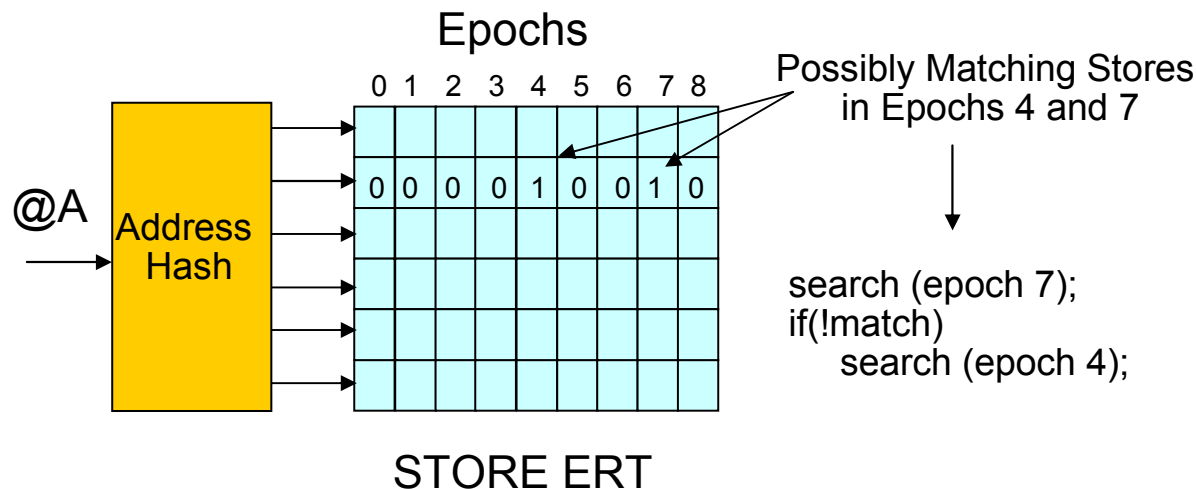 Epochs
0 1 2 3 4 5 6 7 8
Possibly Matching Stores
in Epochs 4 and 7
0 0 0 0 1 0 0 1 0
@A
Address
Hash
search (epoch 7);
if(!match)
search (epoch 4);
STORE ERT